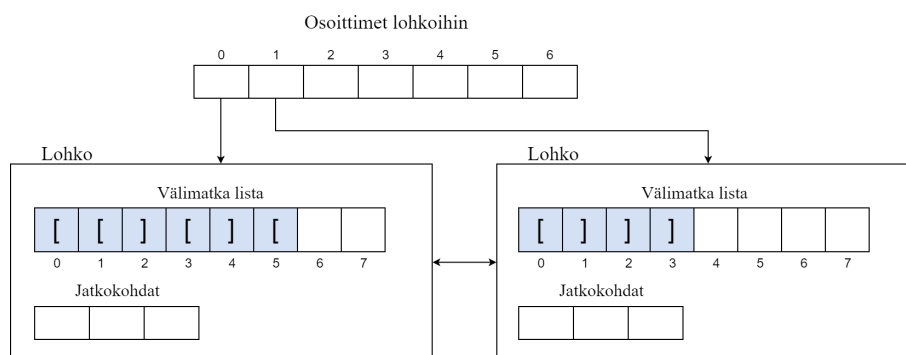 Osoittimet lohkoihin
0 1 2 3 4 5 6
Lohko
Välimatka lista
[ [ ] [ ] [
0 1 2 3 4 5 6 7
Jatkokohdat
Lohko
Välimatka lista
[ ] ] ]
0 1 2 3 4 5 6 7
Jatkokohdat